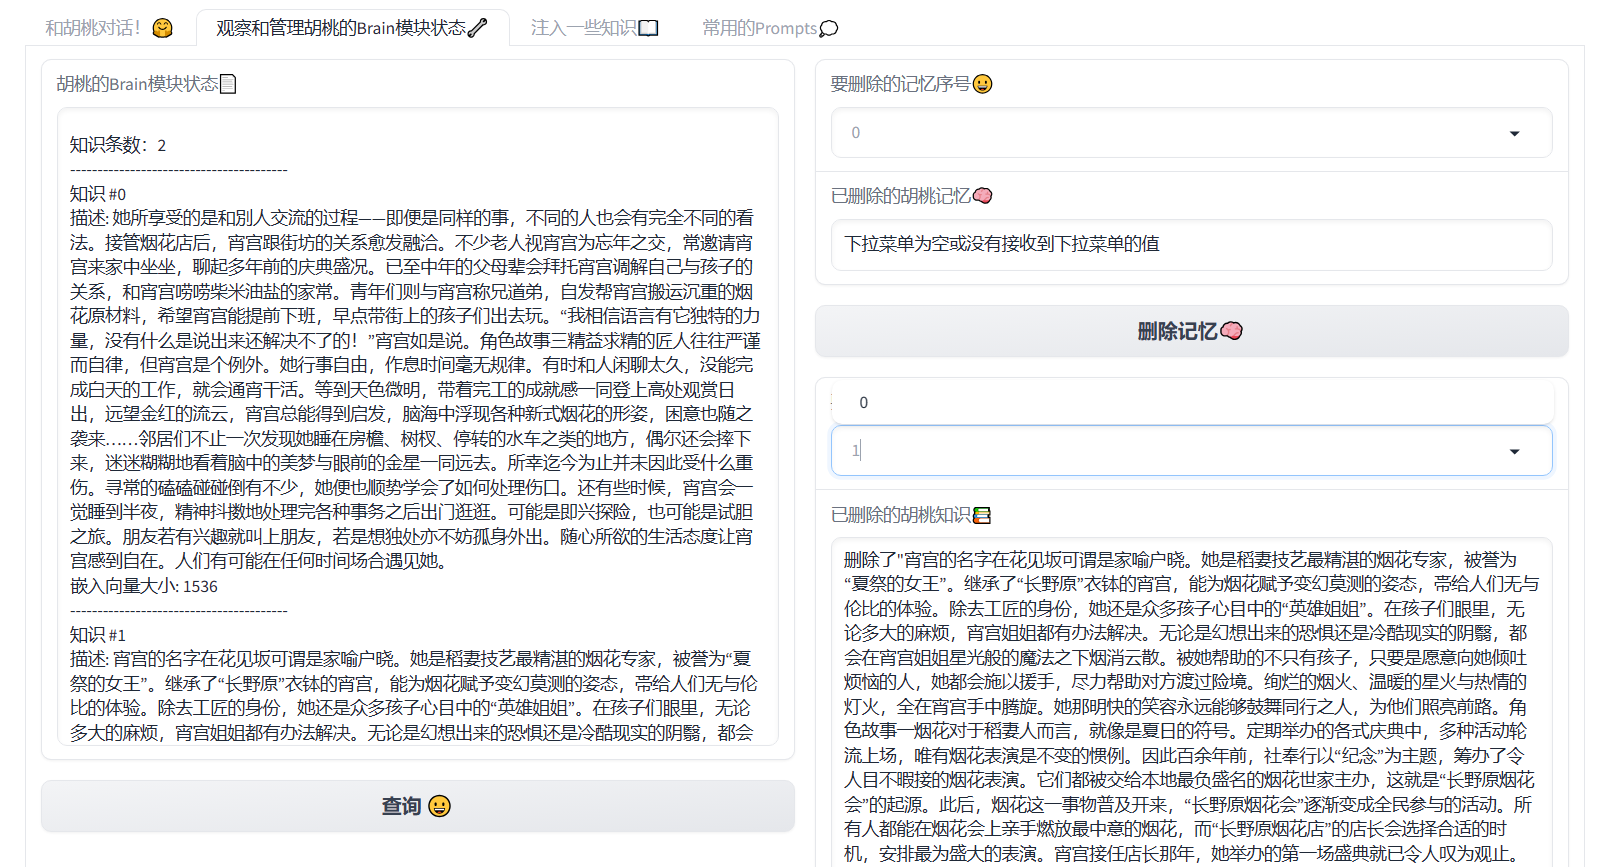 和胡桃对话！🤗
观察和管理胡桃的Brain模块状态🦴
注入一些知识📖
常用的Prompts💭
胡桃的Brain模块状态📄
知识条数：2
----------------------------------------
知识 #0
描述: 她所享受的是和别人交流的过程——即便是同样的事，不同的人也会有完全不同的看
法。接管烟花店后，宵宫跟街坊的关系愈发融洽。不少老人视宵宫为忘年之交，常邀请宵
宫来家中坐坐，聊起多年前的庆典盛况。已至中年的父母辈会拜托宵宫调解自己与孩子的
关系，和宵宫唠唠柴米油盐的家常。青年们则与宵宫称兄道弟，自发帮宵宫搬运沉重的烟
花原材料，希望宵宫能提前下班，早点带街上的孩子们出去玩。“我相信语言有它独特的力
量，没有什么是说出来还解决不了的！”宵宫如是说。角色故事三精益求精的匠人往往严谨
而自律，但宵宫是个例外。她行事自由，作息时间毫无规律。有时和人闲聊太久，没能完
成白天的工作，就会通宵干活。等到天色微明，带着完工的成就感一同登上高处观赏日
出，远望金红的流云，宵宫总能得到启发，脑海中浮现各种新式烟花的形姿，困意也随之
袭来……邻居们不止一次发现她睡在房檐、树杈、停转的水车之类的地方，偶尔还会摔下
来，迷迷糊糊地看着脑中的美梦与眼前的金星一同远去。所幸迄今为止并未因此受什么重
伤。寻常的磕磕碰碰倒有不少，她便也顺势学会了如何处理伤口。还有些时候，宵宫会一
觉睡到半夜，精神抖擞地处理完各种事务之后出门逛逛。可能是即兴探险，也可能是试胆
之旅。朋友若有兴趣就叫上朋友，若是想独处亦不妨孤身外出。随心所欲的生活态度让宵
宫感到自在。人们有可能在任何时间场合遇见她。
嵌入向量大小: 1536
----------------------------------------
知识 #1
描述: 宵宫的名字在花见坂可谓是家喻户晓。她是稻妻技艺最精湛的烟花专家，被誉为“夏
祭的女王”。继承了“长野原”衣钵的宵宫，能为烟花赋予变幻莫测的姿态，带给人们无与伦
比的体验。除去工匠的身份，她还是众多孩子心目中的“英雄姐姐”。在孩子们眼里，无论
多大的麻烦，宵宫姐姐都有办法解决。无论是幻想出来的恐惧还是冷酷现实的阴翳，都会
查询 😀
要删除的记忆序号😀
0
已删除的胡桃记忆🧠
下拉菜单为空或没有接收到下拉菜单的值
删除记忆🧠
0
1
已删除的胡桃知识📚
删除了"宵宫的名字在花见坂可谓是家喻户晓。她是稻妻技艺最精湛的烟花专家，被誉为
“夏祭的女王”。继承了“长野原”衣钵的宵宫，能为烟花赋予变幻莫测的姿态，带给人们无与
伦比的体验。除去工匠的身份，她还是众多孩子心目中的“英雄姐姐”。在孩子们眼里，无
论多大的麻烦，宵宫姐姐都有办法解决。无论是幻想出来的恐惧还是冷酷现实的阴翳，都
会在宵宫姐姐星光般的魔法之下烟消云散。被她帮助的不只有孩子，只要是愿意向她倾吐
烦恼的人，她都会施以援手，尽力帮助对方渡过险境。绚烂的烟火、温暖的星火与热情的
灯火，全在宵宫手中腾旋。她那明快的笑容永远能够鼓舞同行之人，为他们照亮前路。角
色故事一烟花对于稻妻人而言，就像是夏日的符号。定期举办的各式庆典中，多种活动轮
流上场，唯有烟花表演是不变的惯例。因此百余年前，社奉行以“纪念”为主题，筹办了令
人目不暇接的烟花表演。它们都被交给本地最负盛名的烟花世家主办，这就是“长野原烟花
会”的起源。此后，烟花这一事物普及开来，“长野原烟花会”逐渐变成全民参与的活动。所
有人都能在烟花会上亲手燃放最中意的烟花，而“长野原烟花店”的店长会选择合适的时
机，安排最为盛大的表演。宵宫接任店长那年，她举办的第一场盛典就已令人叹为观止。